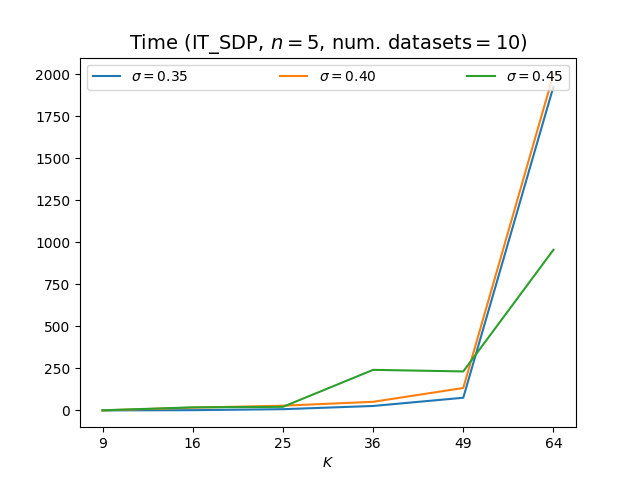 Time (IT_SDP, n = 5, num. datasets = 10)
σ = 0.35 σ = 0.40 σ = 0.45
2000
1750
1500
1250
1000
750
500
250
0
9 16 25 36 49 64
K